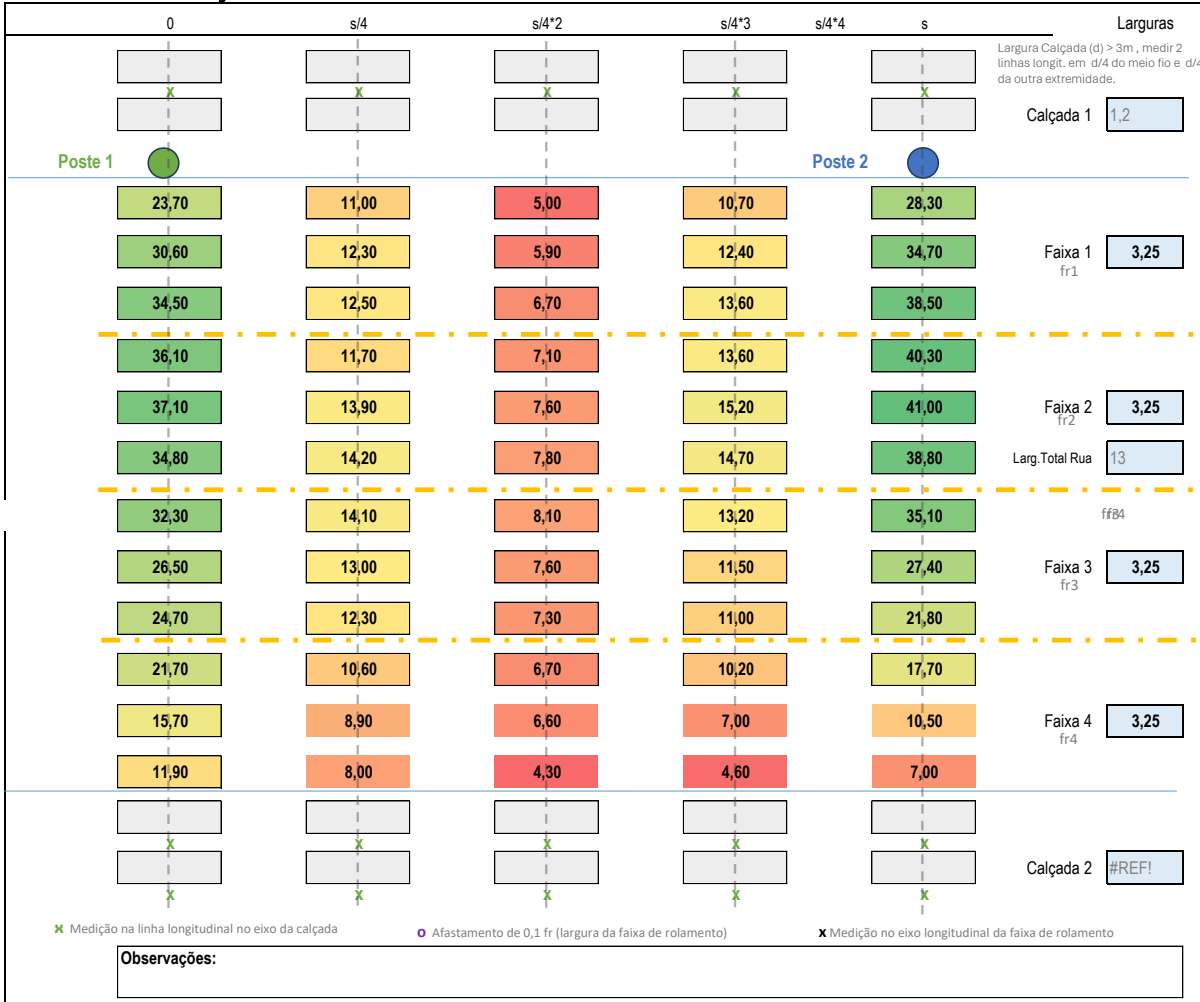 0 s/4 s/4*2 s/4*3 s/4*4 s Larguras
Largura Calçada (d) > 3m , medir 2
linhas longit. em d/4 do meio fio e d/4
da outra extremidade.
x x x x x
Calçada 1 1,2
Poste 1 Poste 2
23,70 11,00 5,00 10,70 28,30
30,60 12,30 5,90 12,40 34,70 Faixa 1 3,25
fr1
34,50 12,50 6,70 13,60 38,50
36,10 11,70 7,10 13,60 40,30
37,10 13,90 7,60 15,20 41,00 Faixa 2 3,25
fr2
34,80 14,20 7,80 14,70 38,80 Larg.Total Rua 13
32,30 14,10 8,10 13,20 35,10
26,50 13,00 7,60 11,50 27,40 Faixa 3 3,25
fr3
24,70 12,30 7,30 11,00 21,80
21,70 10,60 6,70 10,20 17,70
15,70 8,90 6,60 7,00 10,50 Faixa 4 3,25
fr4
11,90 8,00 4,30 4,60 7,00
x x x x x
Calçada 2 #REF!
x x x x x
x Medição na linha longitudinal no eixo da calçada o Afastamento de 0,1 fr (largura da faixa de rolamento) x Medição no eixo longitudinal da faixa de rolamento
Observações: